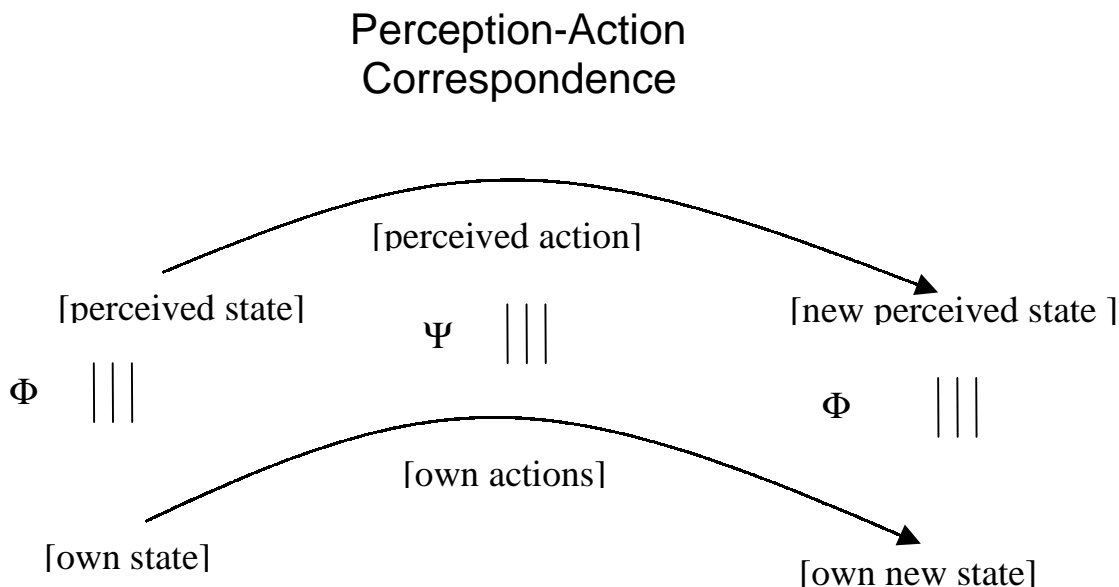 Perception-Action
Correspondence
[perceived action]
[perceived state]
[new perceived state ]
Ψ
Φ
Φ
[own actions]
[own state]
[own new state]